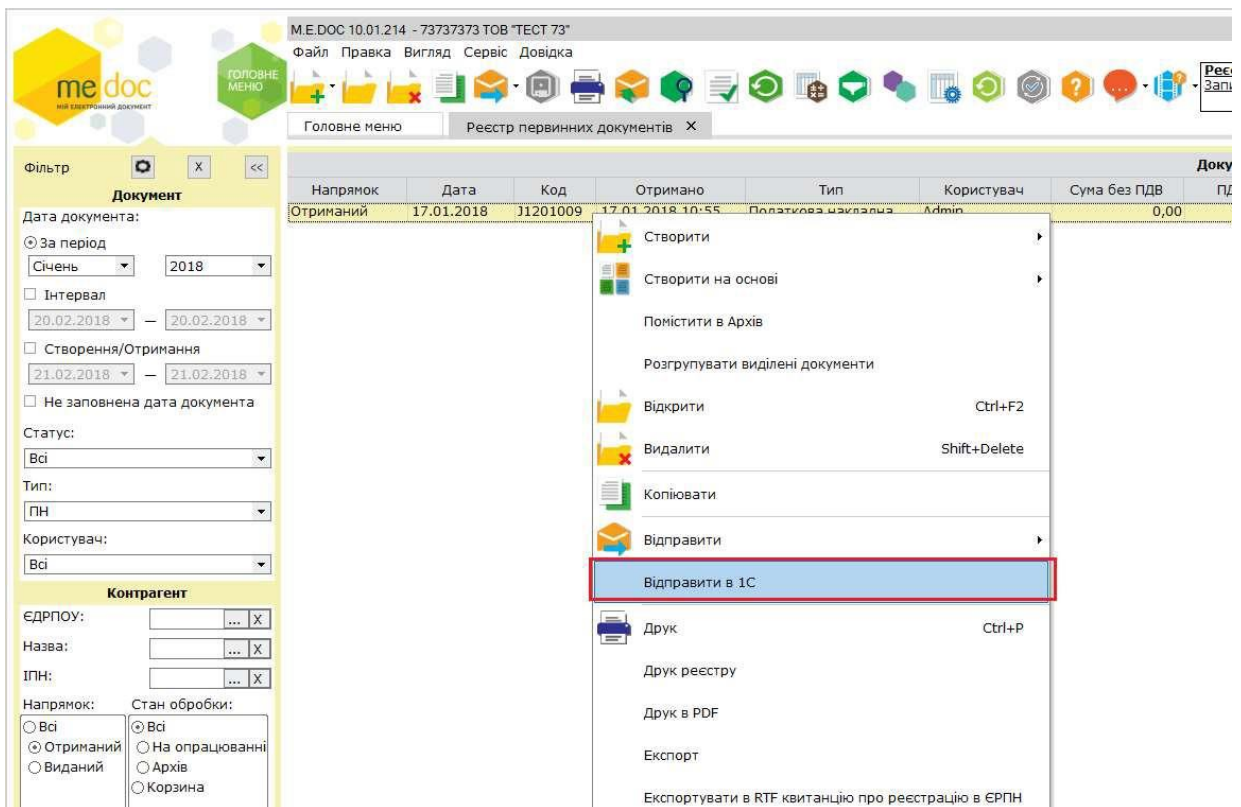 M.E.DOC 10.01.214 - 73737373 ТОВ "ТЕСТ 73"
Файл Правка Вигляд Сервіс Довідка
me doc
мій електронний документ
ГОЛОВНЕ МЕНЮ
Головне меню
Реєстр первинних документів X
Фільтр X <<
Документ
Дата документа:
За період
Січень 2018
Інтервал
20.02.2018 — 20.02.2018
Створення/Отримання
21.02.2018 — 21.02.2018
Не заповнена дата документа
Статус:
Всі
Тип:
ПН
Користувач:
Всі
Контрагент
ЄДРПОУ: ... X
Назва: ... X
ІПН: ... X
Напрямок: Стан обробки:
Всі Всі
Отриманий На опрацюванні
Виданий Архів
Корзина
Напрямок Дата Код Отримано Тип Користувач Сума без ПДВ
Отриманий 17.01.2018 J1201009 17.01.2018 10:55 Податкова накладна Admin 0,00
Створити
Створити на основі
Помістити в Архів
Розгрупувати виділені документи
Відкрити Ctrl+F2
Видалити Shift+Delete
Копіювати
Відправити
Відправити в 1С
Друк Ctrl+P
Друк реєстру
Друк в PDF
Експорт
Експортувати в RTF квитанцію про реєстрацію в ЄРПН